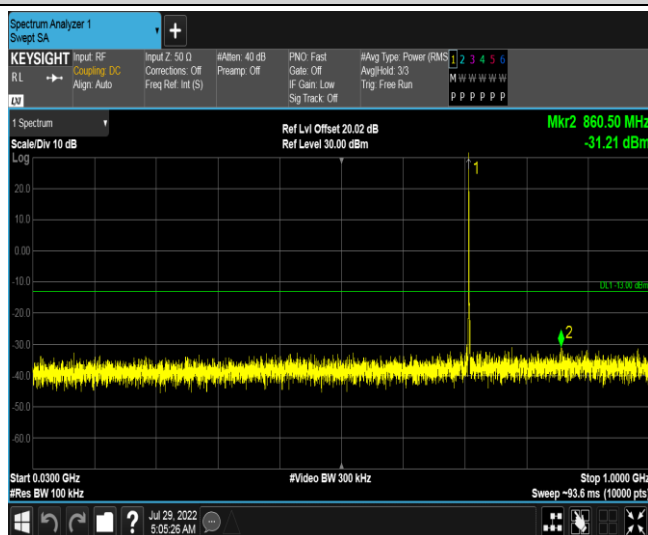 Spectrum Analyzer 1
Swept SA
+
KEYSIGHT
RL
LXI
Input: RF
Coupling: DC
Align: Auto
Input Z: 50 Ω
Corrections: Off
Freq Ref: Int (S)
#Atten: 40 dB
Preamp: Off
PNO: Fast
Gate: Off
IF Gain: Low
Sig Track: Off
#Avg Type: Power (RMS
Avg|Hold: 3/3
Trig: Free Run
1 2 3 4 5 6
M W W W W W
P P P P P P
1 Spectrum
Scale/Div 10 dB
Log
Ref Lvl Offset 20.02 dB
Ref Level 30.00 dBm
Mkr2 860.50 MHz
-31.21 dBm
1
20.0
10.0
0.00
-10.0
DL1 -13.00 dBm
-20.0
2
-30.0
-40.0
-50.0
-60.0
Start 0.0300 GHz
#Res BW 100 kHz
#Video BW 300 kHz
Stop 1.0000 GHz
Sweep ~93.6 ms (10000 pts)
?
Jul 29, 2022
5:05:26 AM